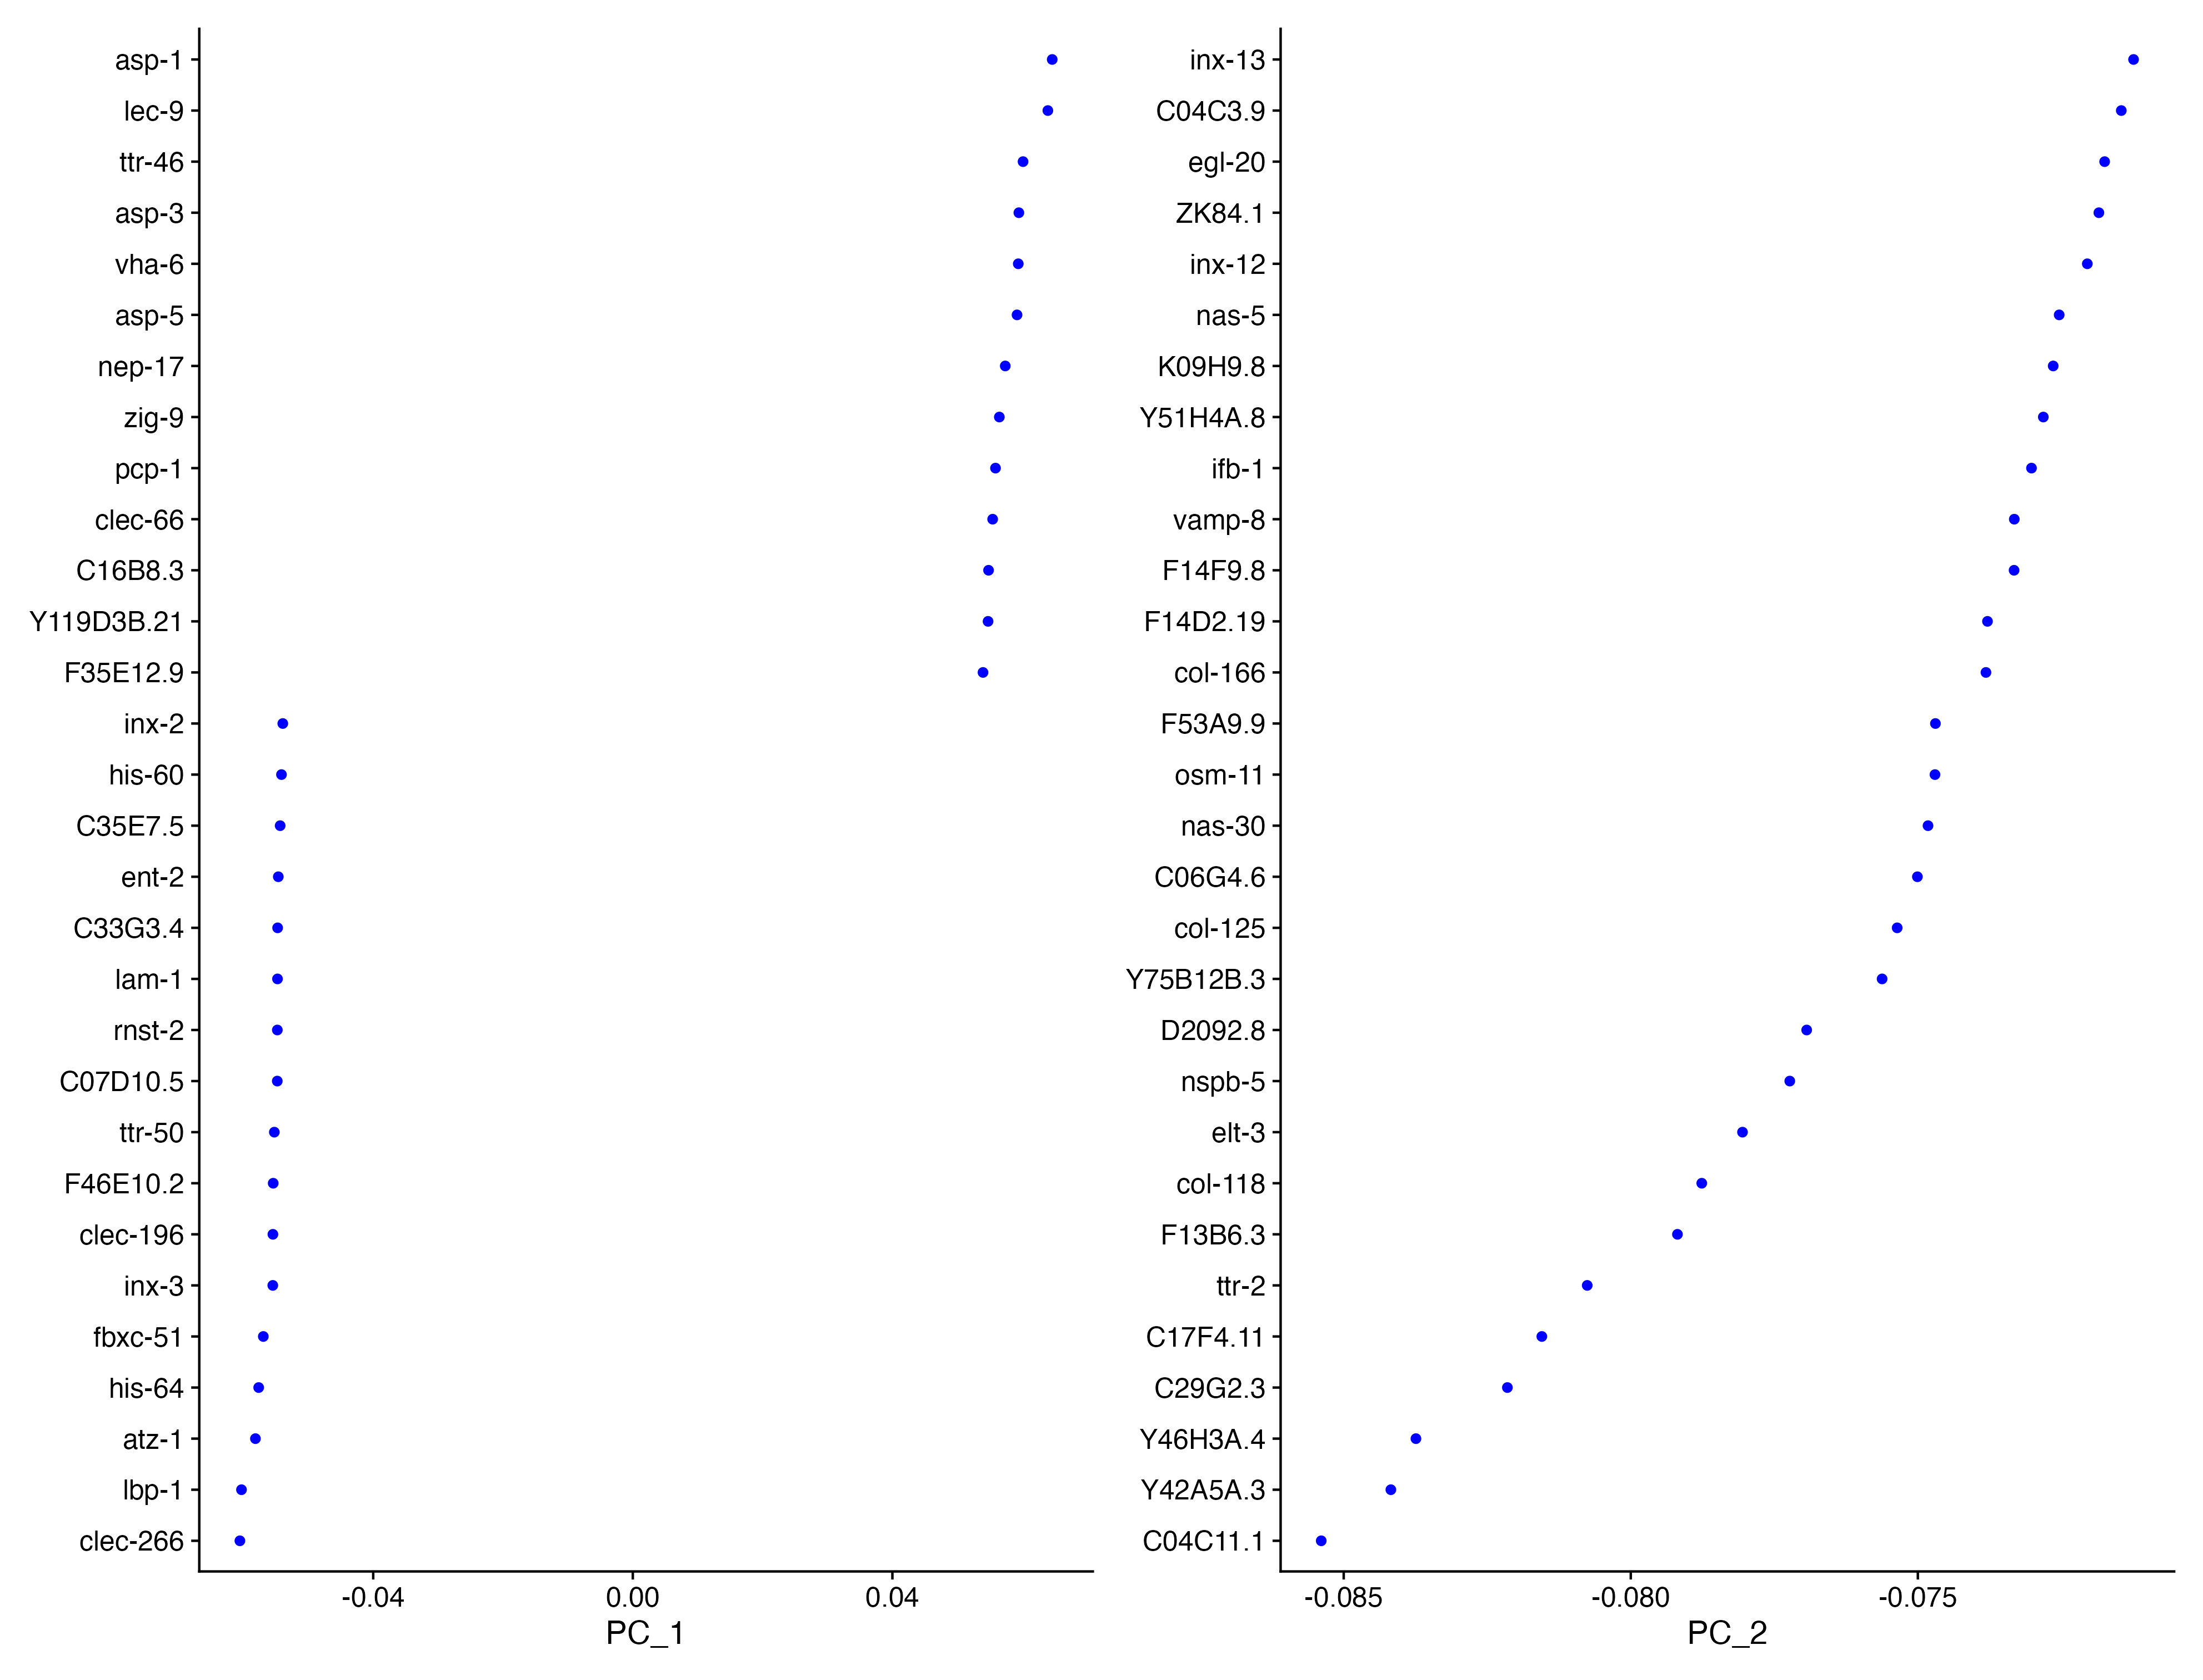 asp-1
lec-9
ttr-46
asp-3
vha-6
asp-5
nep-17
zig-9
pcp-1
clec-66
C16B8.3
Y119D3B.21
F35E12.9
inx-2
his-60
C35E7.5
ent-2
C33G3.4
lam-1
rnst-2
C07D10.5
ttr-50
F46E10.2
clec-196
inx-3
fbxc-51
his-64
atz-1
lbp-1
clec-266
-0.04 0.00 0.04
PC_1
inx-13
C04C3.9
egl-20
ZK84.1
inx-12
nas-5
K09H9.8
Y51H4A.8
ifb-1
vamp-8
F14F9.8
F14D2.19
col-166
F53A9.9
osm-11
nas-30
C06G4.6
col-125
Y75B12B.3
D2092.8
nspb-5
elt-3
col-118
F13B6.3
ttr-2
C17F4.11
C29G2.3
Y46H3A.4
Y42A5A.3
C04C11.1
-0.085 -0.080 -0.075
PC_2